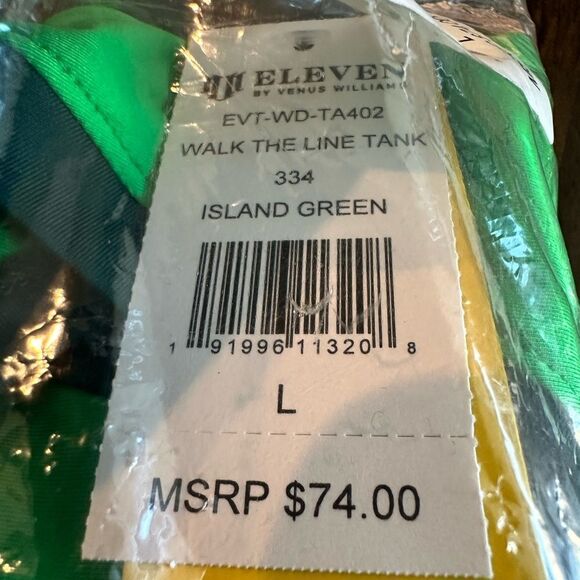 ELEVEN
BY VENUS WILLIAMS
EVT-WD-TA402
WALK THE LINE TANK
334
ISLAND GREEN
1 91996 11320 8
L
MSRP $74.00